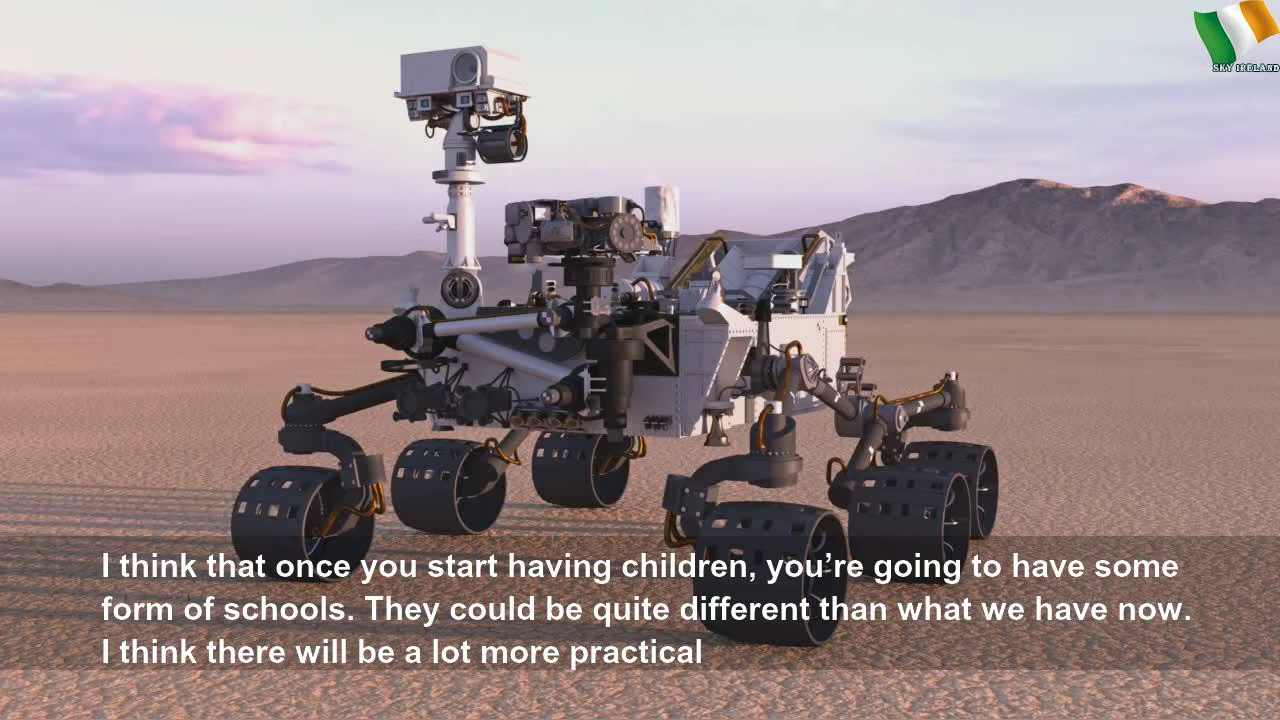 SKY IRELAND
I think that once you start having children, you’re going to have some
form of schools. They could be quite different than what we have now.
I think there will be a lot more practical